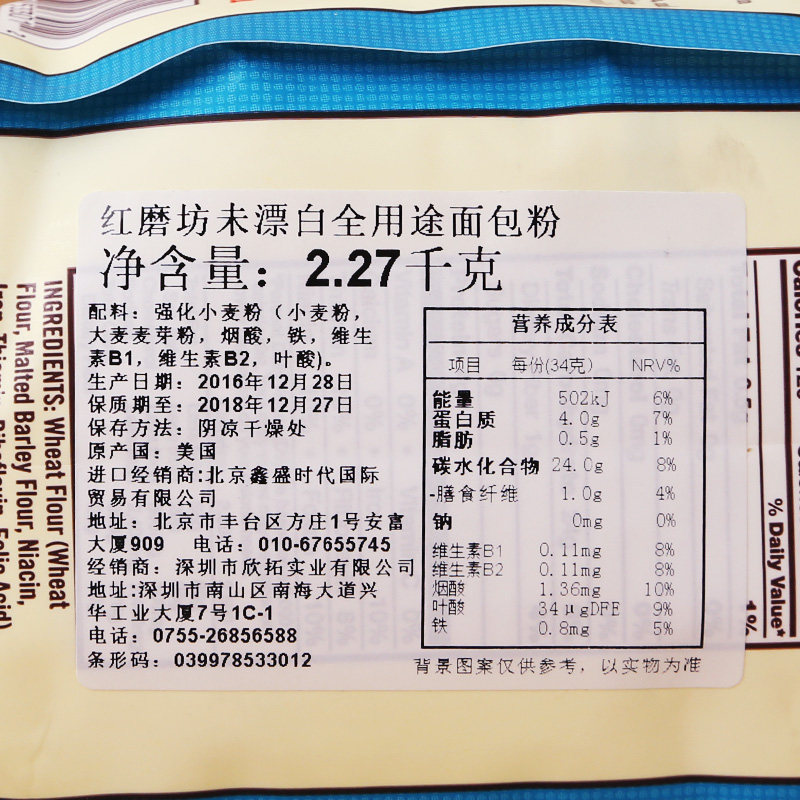 红磨坊未漂白全用途面包粉
净含量：2.27千克
配料：强化小麦粉（小麦粉，
大麦麦芽粉，烟酸，铁，维生
素B1，维生素B2，叶酸)。
生产日期：2016年12月28日
保质期至：2018年12月27日
保存方法：阴凉干燥处
原产国：美国
进口经销商:北京鑫盛时代国际
贸易有限公司
地址：北京市丰台区方庄1号安富
大厦909 电话：010-67655745
经销商：深圳市欣拓实业有限公司
地址:深圳市南山区南海大道兴
华工业大厦7号1C-1
电话：0755-26856588
条形码：039978533012
营养成分表
项目 每份(34克) NRV%
能量 502kJ 6%
蛋白质 4.0g 7%
脂肪 0.5g 1%
碳水化合物 24.0g 8%
-膳食纤维 1.0g 4%
钠 0mg 0%
维生素B1 0.11mg 8%
维生素B2 0.11mg 8%
烟酸 1.36mg 10%
叶酸 34μgDFE 9%
铁 0.8mg 5%
背景图案仅供参考，以实物为准
INGREDIENTS: Wheat Flour (Wheat
Flour, Malted Barley Flour, Niacin,
Iron, Thiamin, Riboflavin, Folic Acid)
% Daily Value*
1%